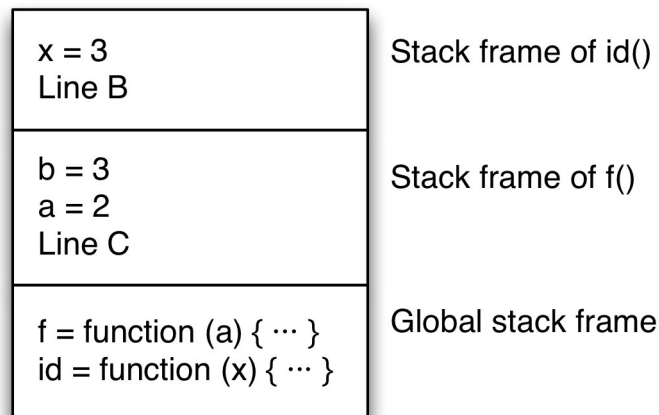 x = 3
Line B
Stack frame of id()
b = 3
a = 2
Line C
Stack frame of f()
f = function (a) { ··· }
id = function (x) { ··· }
Global stack frame